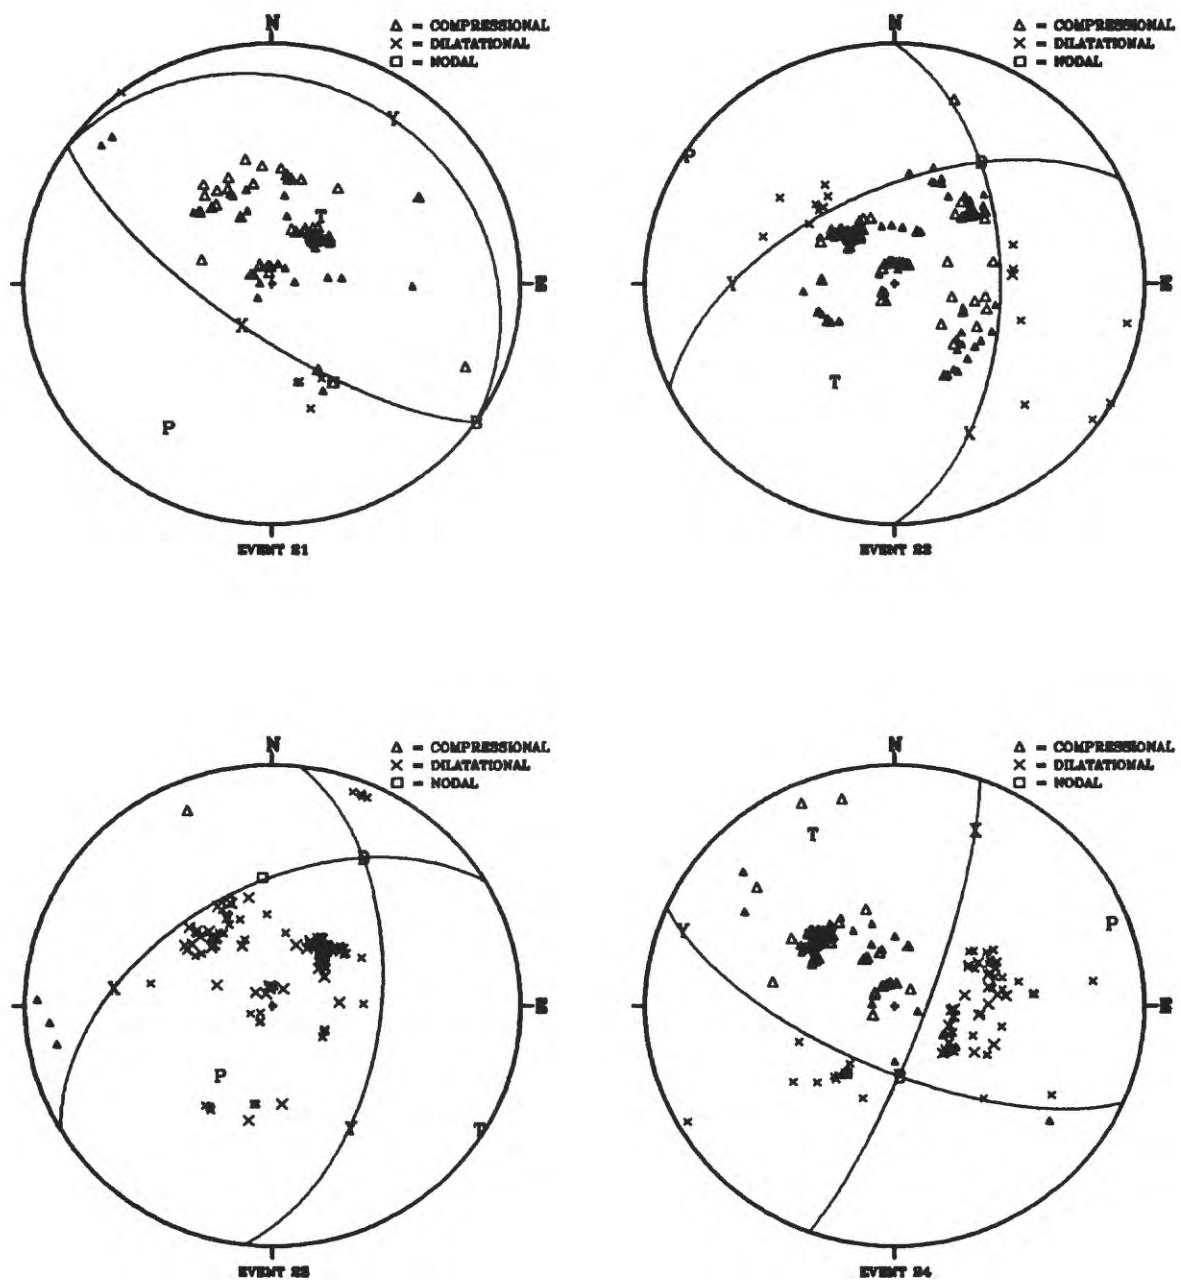 N
△ = COMPRESSIONAL
× = DILATATIONAL
□ = NODAL
Y
T
E
X
P
B
EVENT 21
N
△ = COMPRESSIONAL
× = DILATATIONAL
□ = NODAL
P
B
Y
E
T
X
EVENT 22
N
△ = COMPRESSIONAL
× = DILATATIONAL
□ = NODAL
B
X
E
P
Y
T
EVENT 23
N
△ = COMPRESSIONAL
× = DILATATIONAL
□ = NODAL
T
X
P
Y
E
B
EVENT 24